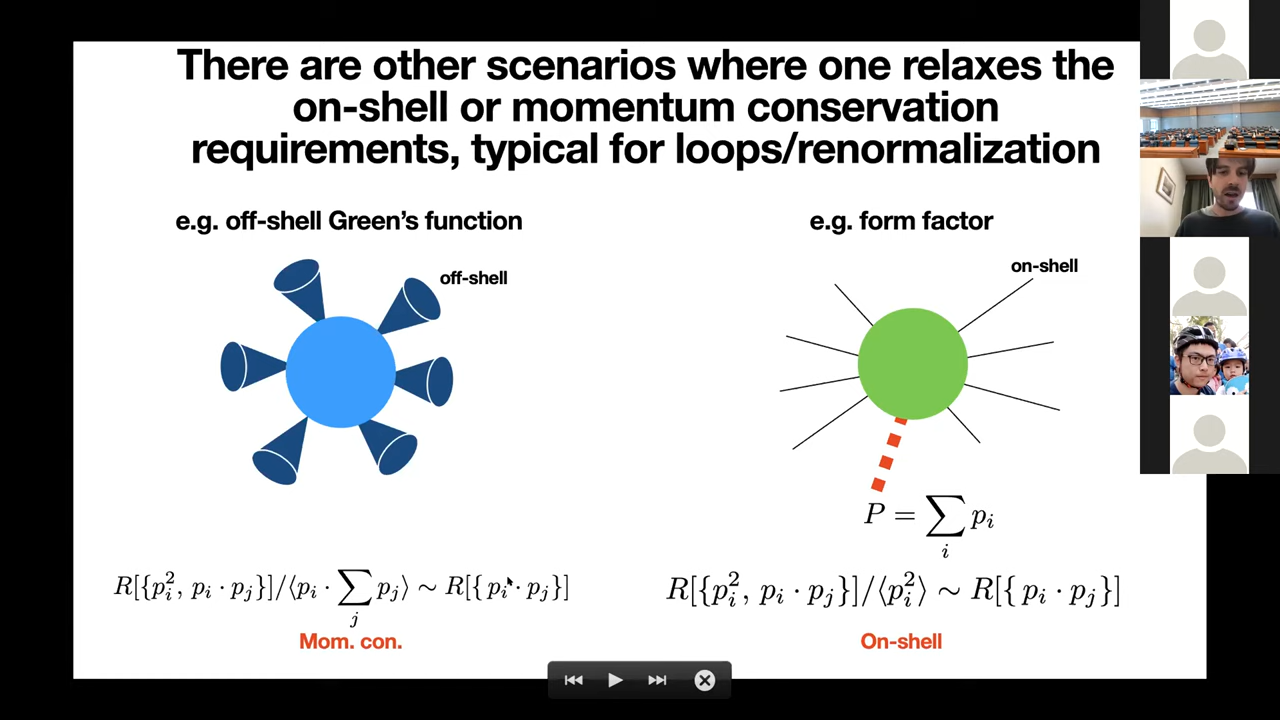 There are other scenarios where one relaxes the
on-shell or momentum conservation
requirements, typical for loops/renormalization
e.g. off-shell Green's function
e.g. form factor
off-shell
on-shell
P = ∑_i p_i
R[{p_i^2, p_i · p_j}]/⟨p_i · ∑_j p_j⟩ ∼ R[{ p_i · p_j}]
Mom. con.
R[{p_i^2, p_i · p_j}]/⟨p_i^2⟩ ∼ R[{ p_i · p_j}]
On-shell